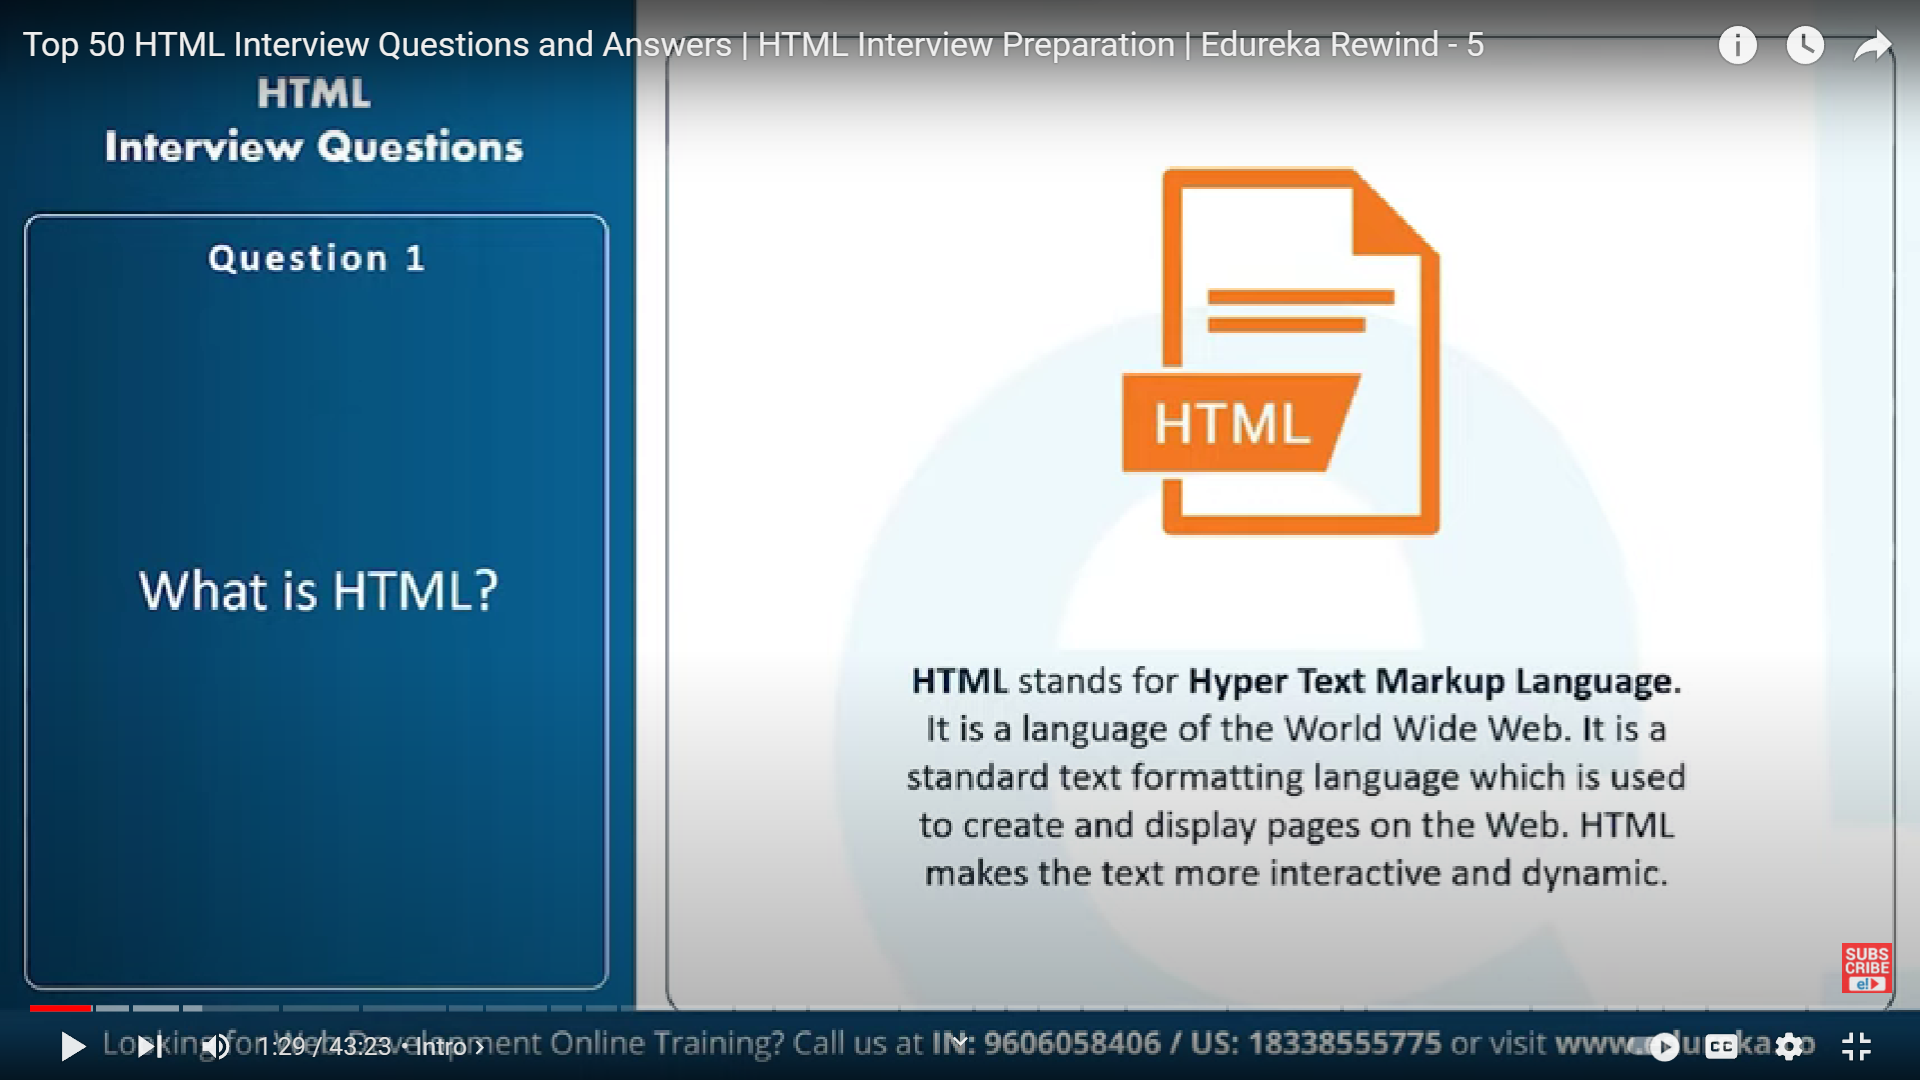 Top 50 HTML Interview Questions and Answers | HTML Interview Preparation | Edureka Rewind - 5
HTML
Interview Questions
Question 1
What is HTML?
HTML
HTML stands for Hyper Text Markup Language.
It is a language of the World Wide Web. It is a
standard text formatting language which is used
to create and display pages on the Web. HTML
makes the text more interactive and dynamic.
SUBS
CRIBE
e!
Looking for Web Development Online Training? Call us at IN: 9606058406 / US: 18338555775 or visit
1:29 / 43:23 • Intro
CC